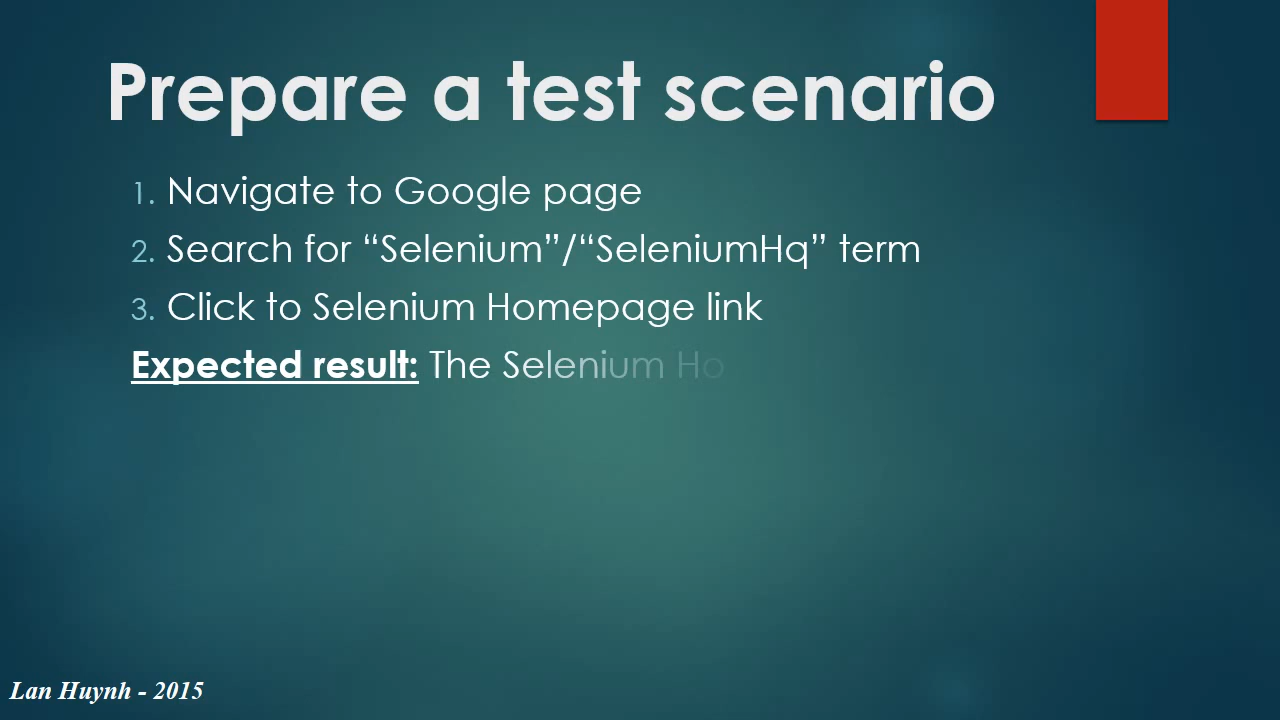 Prepare a test scenario
1. Navigate to Google page
2. Search for “Selenium”/“SeleniumHq” term
3. Click to Selenium Homepage link
Expected result: The Selenium Ho
Lan Huynh - 2015